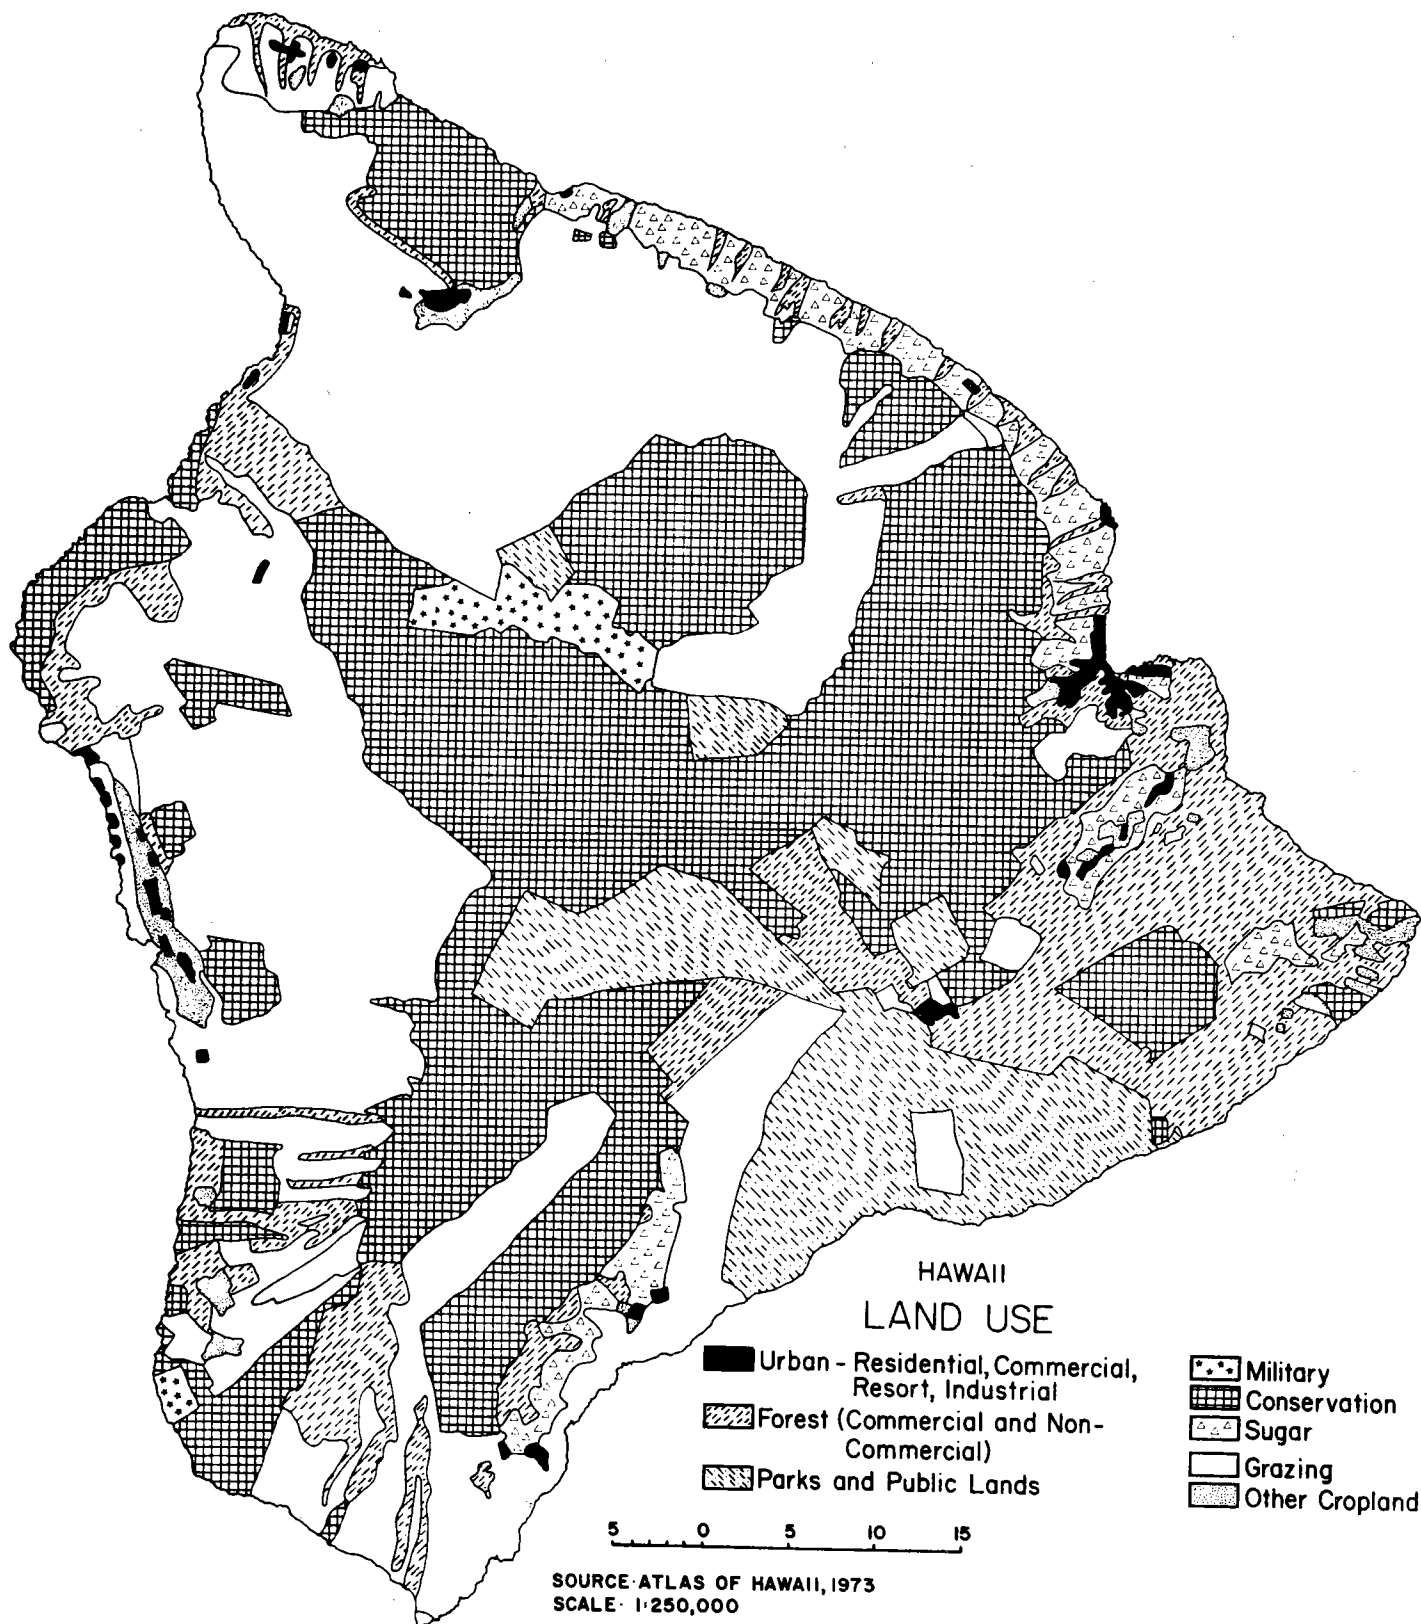 HAWAII
LAND USE
Urban - Residential, Commercial,
Resort, Industrial
Forest (Commercial and Non-
Commercial)
Parks and Public Lands
Military
Conservation
Sugar
Grazing
Other Cropland
5 0 5 10 15
SOURCE·ATLAS OF HAWAII, 1973
SCALE· 1:250,000